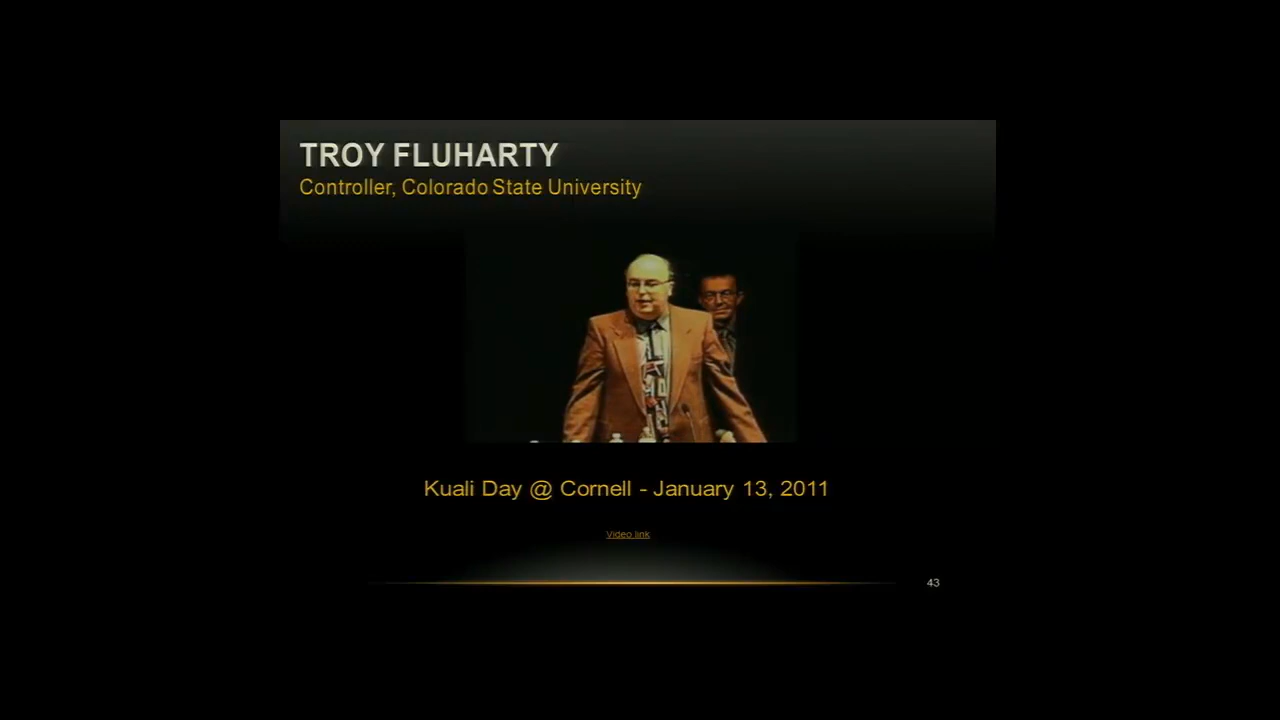 TROY FLUHARTY
Controller, Colorado State University
Kuali Day @ Cornell - January 13, 2011
Video link
43